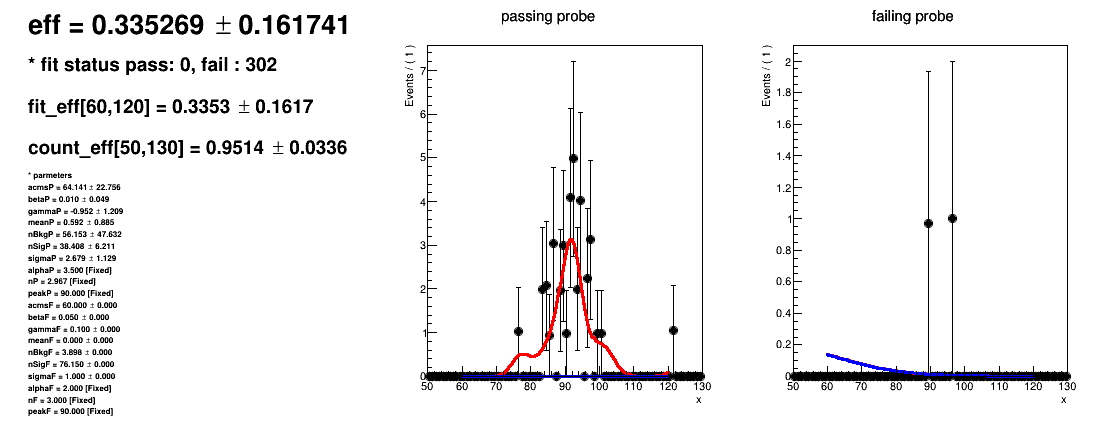 eff = 0.335269 ± 0.161741
* fit status pass: 0, fail : 302
fit_eff[60,120] = 0.3353 ± 0.1617
count_eff[50,130] = 0.9514 ± 0.0336
* parmeters
acmsP = 64.141 ± 22.756
betaP = 0.010 ± 0.049
gammaP = -0.952 ± 1.209
meanP = 0.592 ± 0.885
nBkgP = 56.153 ± 47.632
nSigP = 38.408 ± 6.211
sigmaP = 2.679 ± 1.129
alphaP = 3.500 [Fixed]
nP = 2.967 [Fixed]
peakP = 90.000 [Fixed]
acmsF = 60.000 ± 0.000
betaF = 0.050 ± 0.000
gammaF = 0.100 ± 0.000
meanF = 0.000 ± 0.000
nBkgF = 3.898 ± 0.000
nSigF = 76.150 ± 0.000
sigmaF = 1.000 ± 0.000
alphaF = 2.000 [Fixed]
nF = 3.000 [Fixed]
peakF = 90.000 [Fixed]
passing probe
Events / ( 1 )
7
6
5
4
3
2
1
0
50 60 70 80 90 100 110 120 130
x
failing probe
Events / ( 1 )
2
1.8
1.6
1.4
1.2
1
0.8
0.6
0.4
0.2
0
50 60 70 80 90 100 110 120 130
x